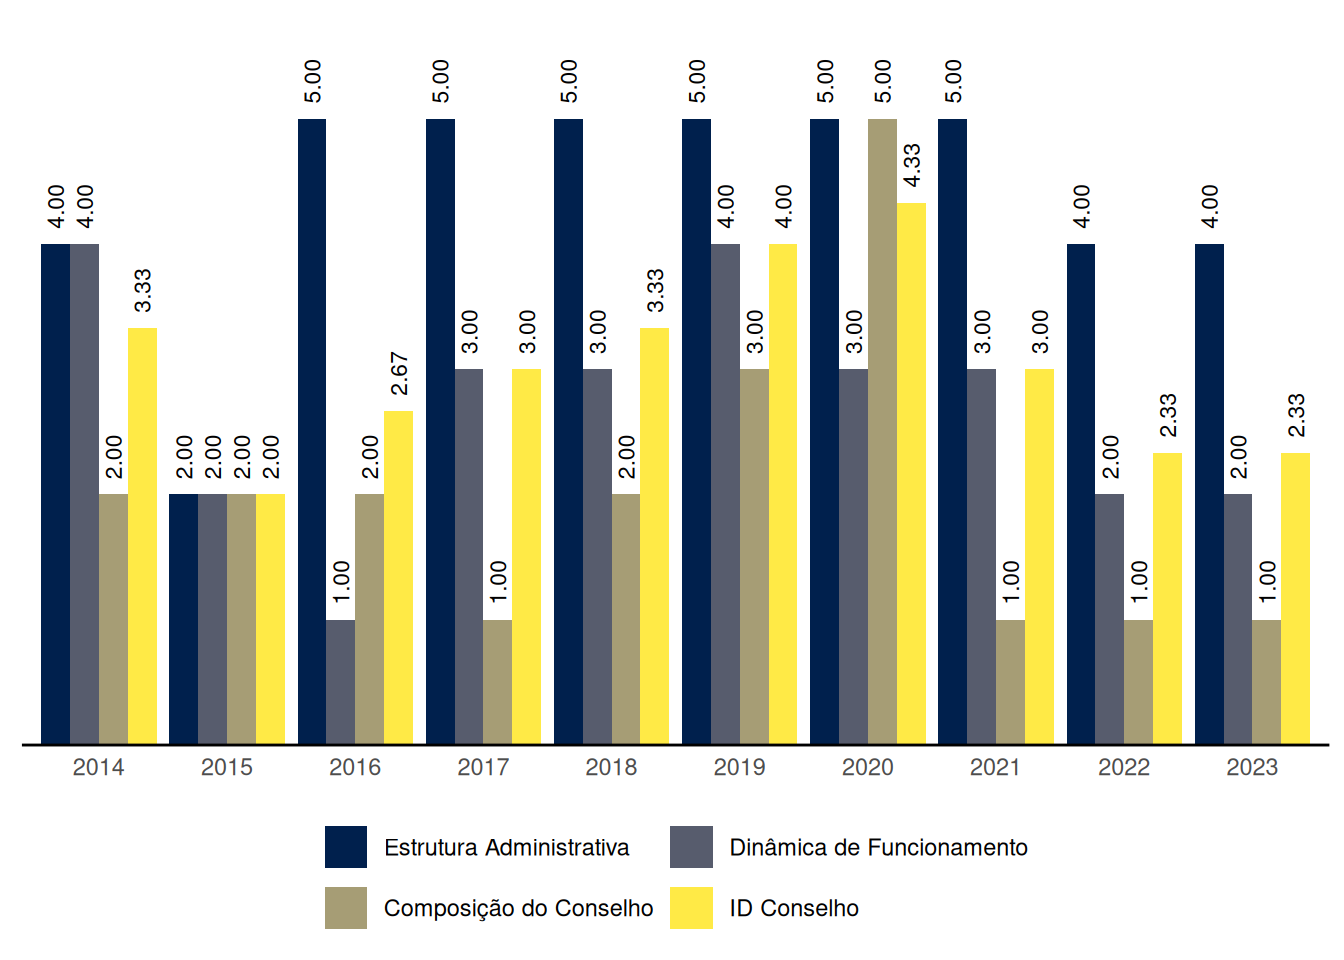 4.00 4.00 2.00 3.33
2.00 2.00 2.00 2.00
5.00 1.00 2.00 2.67
5.00 3.00 1.00 3.00
5.00 3.00 2.00 3.33
5.00 4.00 3.00 4.00
5.00 3.00 5.00 4.33
5.00 3.00 1.00 3.00
4.00 2.00 1.00 2.33
4.00 2.00 1.00 2.33
2014 2015 2016 2017 2018 2019 2020 2021 2022 2023
Estrutura Administrativa Dinâmica de Funcionamento
Composição do Conselho ID Conselho